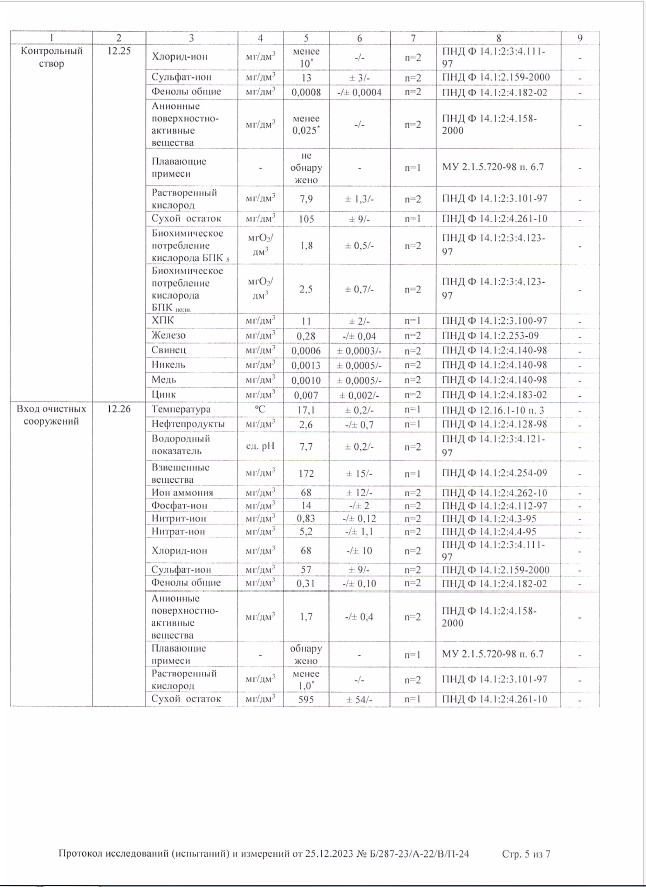 1 2 3 4 5 6 7 8 9
Контрольный створ 12.25 Хлорид-ион мг/дм³ менее 10* -/- n=2 ПНД Ф 14.1:2:3:4.111-97 -
Сульфат-ион мг/дм³ 13 ± 3/- n=2 ПНД Ф 14.1:2.159-2000 -
Фенолы общие мг/дм³ 0,0008 -/± 0,0004 n=2 ПНД Ф 14.1:2:4.182-02 -
Анионные поверхностно-активные вещества мг/дм³ менее 0,025* -/- n=2 ПНД Ф 14.1:2:4.158-2000 -
Плавающие примеси - не обнару жено - n=1 МУ 2.1.5.720-98 п. 6.7 -
Растворенный кислород мг/дм³ 7,9 ± 1,3/- n=2 ПНД Ф 14.1:2:3.101-97 -
Сухой остаток мг/дм³ 105 ± 9/- n=1 ПНД Ф 14.1:2:4.261-10 -
Биохимическое потребление кислорода БПК 5 мгО₂/дм³ 1,8 ± 0,5/- n=2 ПНД Ф 14.1:2:3:4.123-97 -
Биохимическое потребление кислорода БПК полн. мгО₂/дм³ 2,5 ± 0,7/- n=2 ПНД Ф 14.1:2:3:4.123-97 -
ХПК мг/дм³ 11 ± 2/- n=1 ПНД Ф 14.1:2:3.100-97 -
Железо мг/дм³ 0,28 -/± 0,04 n=2 ПНД Ф 14.1:2.253-09 -
Свинец мг/дм³ 0,0006 ± 0,0003/- n=2 ПНД Ф 14.1:2:4.140-98 -
Никель мг/дм³ 0,0013 ± 0,0005/- n=2 ПНД Ф 14.1:2:4.140-98 -
Медь мг/дм³ 0,0010 ± 0,0005/- n=2 ПНД Ф 14.1:2:4.140-98 -
Цинк мг/дм³ 0,007 ± 0,002/- n=2 ПНД Ф 14.1:2:4.183-02 -
Вход очистных сооружений 12.26 Температура °С 17,1 ± 0,2/- n=1 ПНД Ф 12.16.1-10 п. 3 -
Нефтепродукты мг/дм³ 2,6 -/± 0,7 n=1 ПНД Ф 14.1:2:4.128-98 -
Водородный показатель ед. рН 7,7 ± 0,2/- n=2 ПНД Ф 14.1:2:3:4.121-97 -
Взвешенные вещества мг/дм³ 172 ± 15/- n=1 ПНД Ф 14.1:2:4.254-09 -
Ион аммония мг/дм³ 68 ± 12/- n=2 ПНД Ф 14.1:2:4.262-10 -
Фосфат-ион мг/дм³ 14 -/± 2 n=2 ПНД Ф 14.1:2:4.112-97 -
Нитрит-ион мг/дм³ 0,83 -/± 0,12 n=2 ПНД Ф 14.1:2:4.3-95 -
Нитрат-ион мг/дм³ 5,2 -/± 1,1 n=2 ПНД Ф 14.1:2:4.4-95 -
Хлорид-ион мг/дм³ 68 -/± 10 n=2 ПНД Ф 14.1:2:3:4.111-97 -
Сульфат-ион мг/дм³ 57 ± 9/- n=2 ПНД Ф 14.1:2.159-2000 -
Фенолы общие мг/дм³ 0,31 -/± 0,10 n=2 ПНД Ф 14.1:2:4.182-02 -
Анионные поверхностно-активные вещества мг/дм³ 1,7 -/± 0,4 n=2 ПНД Ф 14.1:2:4.158-2000 -
Плавающие примеси - обнару жено - n=1 МУ 2.1.5.720-98 п. 6.7 -
Растворенный кислород мг/дм³ менее 1,0* -/- n=2 ПНД Ф 14.1:2:3.101-97 -
Сухой остаток мг/дм³ 595 ± 54/- n=1 ПНД Ф 14.1:2:4.261-10 -
Протокол исследований (испытаний) и измерений от 25.12.2023 № Б/287-23/А-22/В/П-24 Стр. 5 из 7